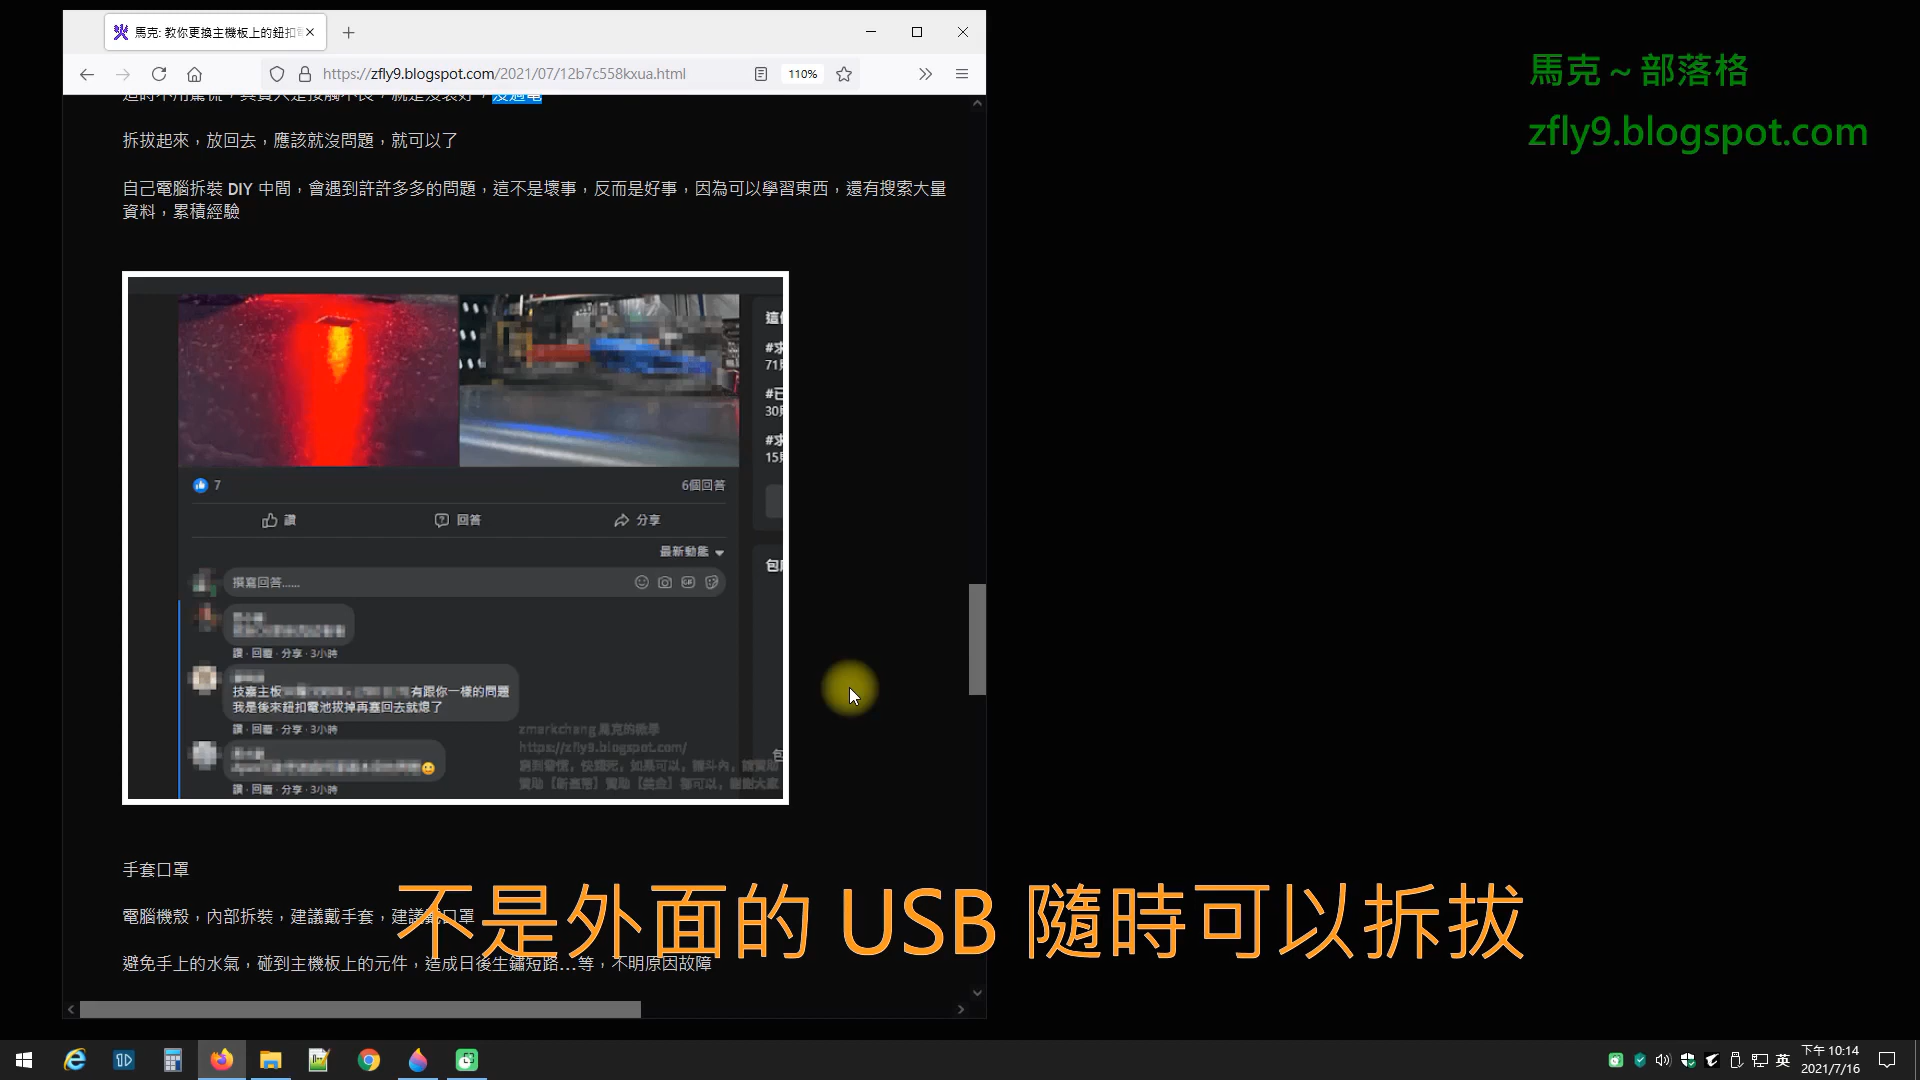 馬克: 教你更換主機板上的鈕扣
https://zfly9.blogspot.com/2021/07/12b7c558kxua.html
110%
馬克～部落格
zfly9.blogspot.com
拆拔起來，放回去，應該就沒問題，就可以了
自己電腦拆裝 DIY 中間，會遇到許許多多的問題，這不是壞事，反而是好事，因為可以學習東西，還有搜索大量
資料，累積經驗
7
6個回答
讚
回答
分享
最新動態
撰寫回答......
讚 · 回覆 · 分享 · 3小時
技嘉主板
有跟你一樣的問題
我是後來鈕扣電池拔掉再塞回去就熄了
讚 · 回覆 · 分享 · 3小時
讚 · 回覆 · 分享 · 3小時
zmarkchang 馬克的教學
https://zfly9.blogspot.com/
手套口罩
電腦機殼，內部拆裝，建議戴手套，建議戴口罩
不是外面的 USB 隨時可以拆拔
避免手上的水氣，碰到主機板上的元件，造成日後生鏽短路...等，不明原因故障
英
下午 10:14
2021/7/16